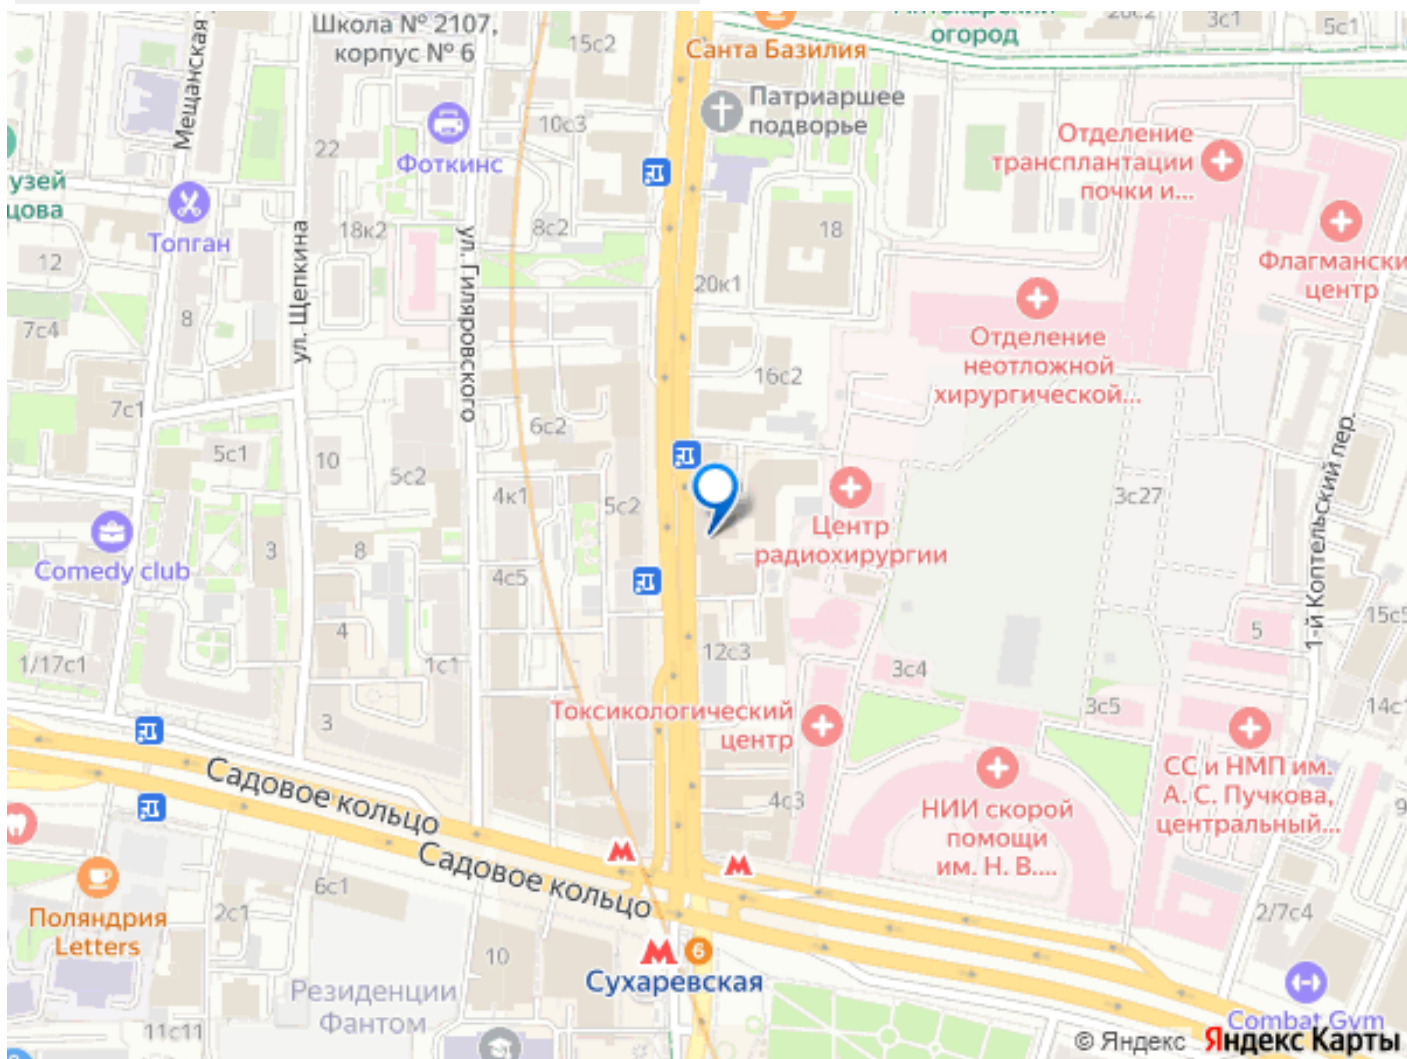 Школа № 2107,
корпус № 6
15с2
Санта Базилия
огород
3с1
5с1
Мещанская
Патриаршее
подворье
Фоткинс
10с3
22
Отделение
трансплантации
почки и...
Топган
18к2
8с2
18
12
20к1
Флагмански
центр
ул. Щепкина
ул. Гиляровского
7с4
8
Отделение
неотложной
хирургической...
16с2
7с1
6с2
5с1
10
5с2
4к1
5с2
3с27
Центр
радиохирургии
1-й Коптельский пер.
Comedy club
3
8
4с5
15с5
4
5
1/17с1
1с1
12с3
3с4
3с5
14с1
3
Токсикологический
центр
СС и НМП им.
А. С. Пучкова,
центральный...
НИИ скорой
помощи
им. Н. В....
4с3
9
Садовое кольцо
Садовое кольцо
6с1
2с1
Поляндрия
Letters
2/7с4
10
6
Сухаревская
Резиденции
Фантом
11с11
Combat Gym
© Яндекс Яндекс Карты